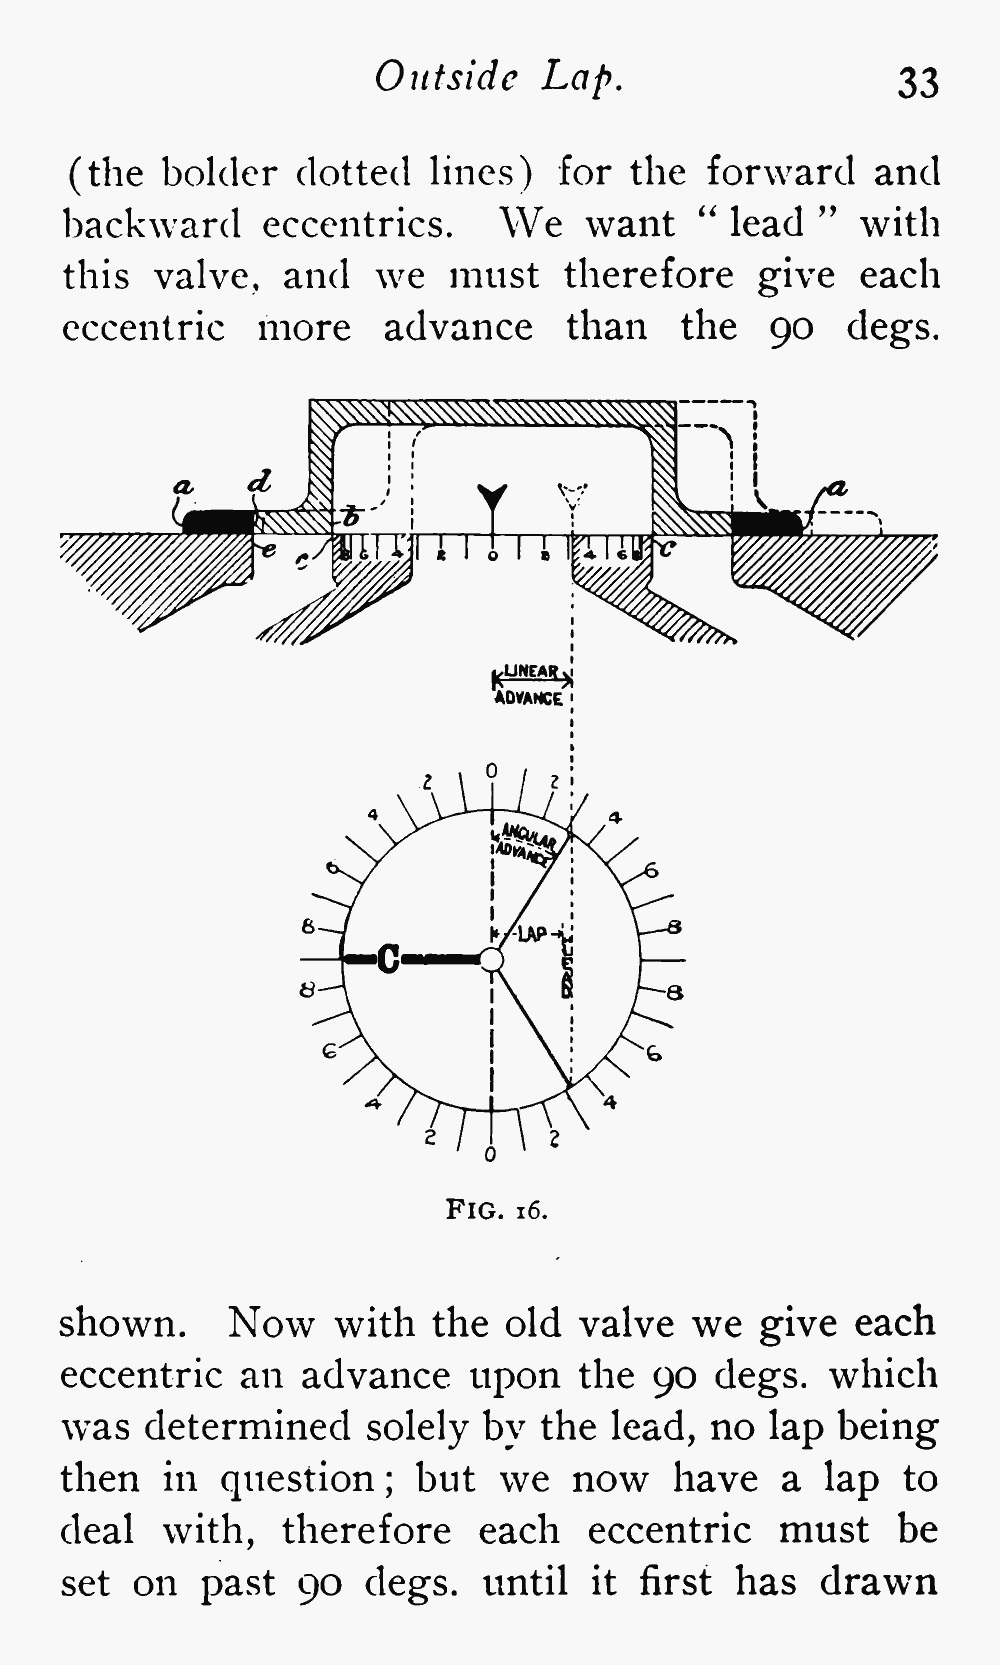 Outside Lap. 33
(the bolder dotted lines) for the forward and
backward eccentrics. We want “ lead ” with
this valve, and we must therefore give each
eccentric more advance than the 90 degs.
a d b a
e c c
8 6 4 2 0 2 4 6 8
LINEAR
ADVANCE
0
2 2
4 4
ANGULAR
ADVANCE
6 6
8 8
LAP
C
LEAD
8 8
6 6
4 4
2 2
0
FIG. 16.
shown. Now with the old valve we give each
eccentric an advance upon the 90 degs. which
was determined solely by the lead, no lap being
then in question ; but we now have a lap to
deal with, therefore each eccentric must be
set on past 90 degs. until it first has drawn